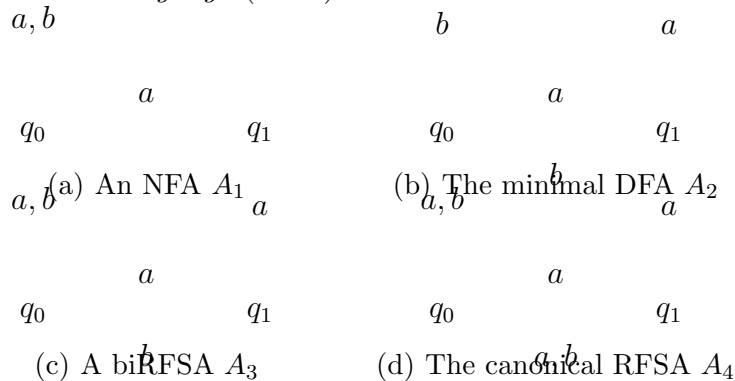 a, b
b a
a a
q0 q1 q0 q1
b
(a) An NFA A1 (b) The minimal DFA A2
a, b a a, b a
a a
q0 q1 q0 q1
b a, b
(c) A biRFSA A3 (d) The canonical RFSA A4